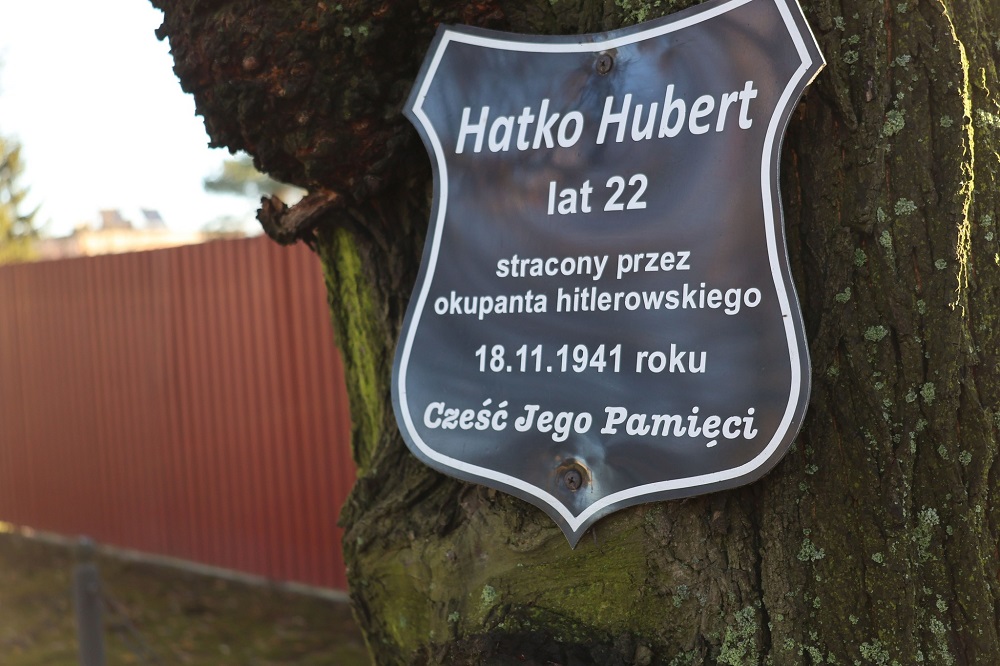 Hatko Hubert
lat 22
stracony przez
okupanta hitlerowskiego
18.11.1941 roku
Cześć Jego Pamięci